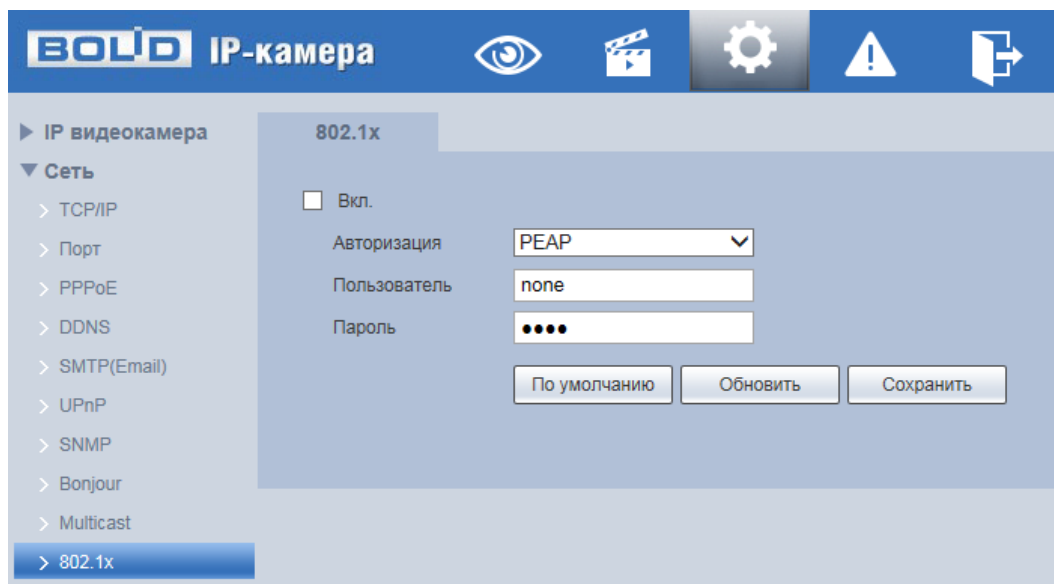 BOLID IP-камера
IP видеокамера
802.1x
Сеть
TCP/IP
Вкл.
Порт
Авторизация PEAP
PPPoE
Пользователь none
DDNS
Пароль ●●●●
SMTP(Email)
По умолчанию Обновить Сохранить
UPnP
SNMP
Bonjour
Multicast
802.1x